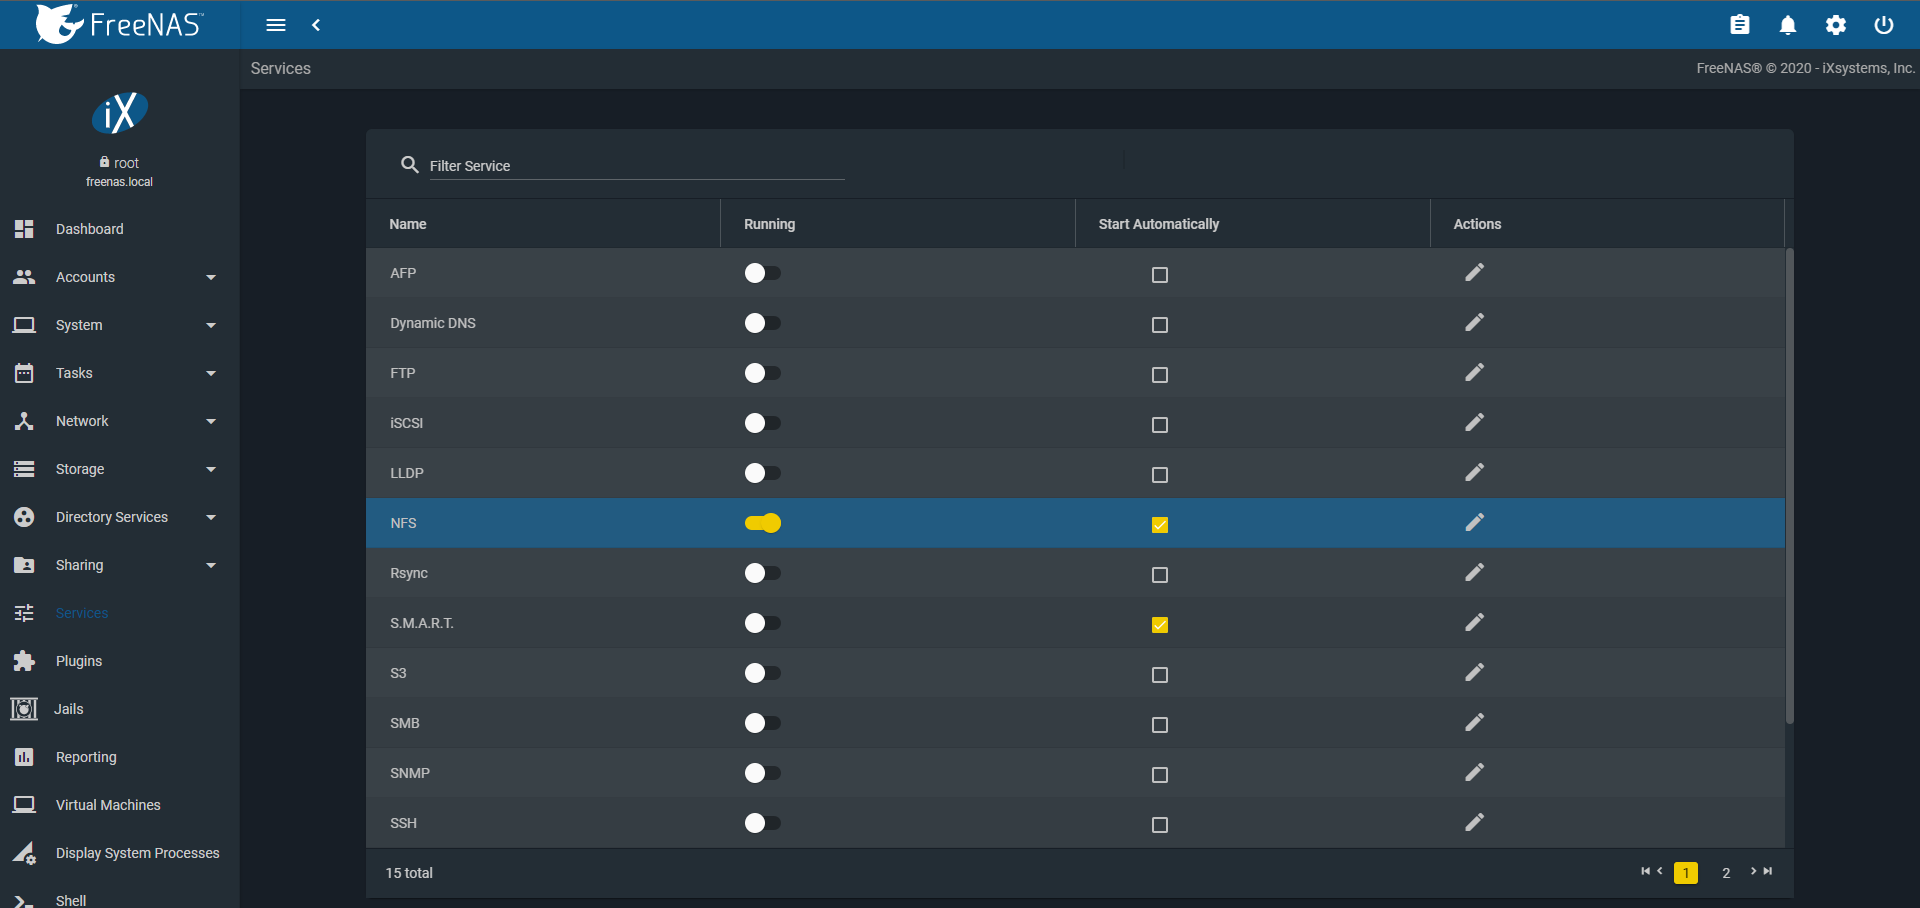 FreeNAS™
Services
FreeNAS® © 2020 - iXsystems, Inc.
iX
root
freenas.local
Dashboard
Accounts
System
Tasks
Network
Storage
Directory Services
Sharing
Services
Plugins
Jails
Reporting
Virtual Machines
Display System Processes
Shell
Filter Service
Name Running Start Automatically Actions
AFP
Dynamic DNS
FTP
iSCSI
LLDP
NFS
Rsync
S.M.A.R.T.
S3
SMB
SNMP
SSH
15 total
1 2